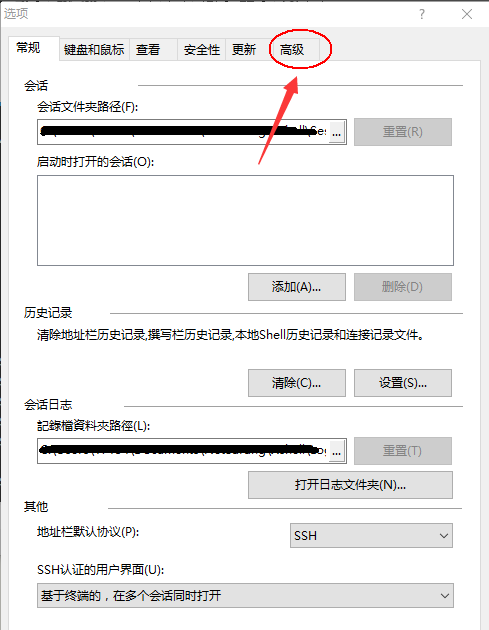 选项
常规 键盘和鼠标 查看 安全性 更新 高级
会话
会话文件夹路径(F):
... 重置(R)
启动时打开的会话(O):
添加(A)... 删除(D)
历史记录
清除地址栏历史记录,撰写栏历史记录,本地Shell历史记录和连接记录文件。
清除(C)... 设置(S)...
会话日志
記錄檔資料夾路徑(L):
... 重置(T)
打开日志文件夹(N)...
其他
地址栏默认协议(P): SSH
SSH认证的用户界面(U):
基于终端的，在多个会话同时打开